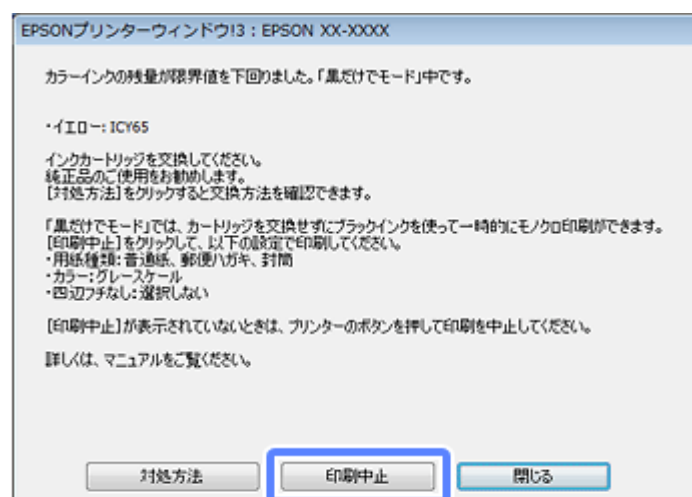 EPSONプリンターウィンドウ!3 : EPSON XX-XXXX
カラーインクの残量が限界値を下回りました。「黒だけでモード」中です。
・イエロー: ICY65
インクカートリッジを交換してください。
純正品のご使用をお勧めします。
[対処方法]をクリックすると交換方法を確認できます。
「黒だけでモード」では、カートリッジを交換せずにブラックインクを使って一時的にモノクロ印刷ができます。
[印刷中止]をクリックして、以下の設定で印刷してください。
・用紙種類: 普通紙、郵便ハガキ、封筒
・カラー: グレースケール
・四辺フチなし: 選択しない
[印刷中止]が表示されていないときは、プリンターのボタンを押して印刷を中止してください。
詳しくは、マニュアルをご覧ください。
対処方法 印刷中止 閉じる